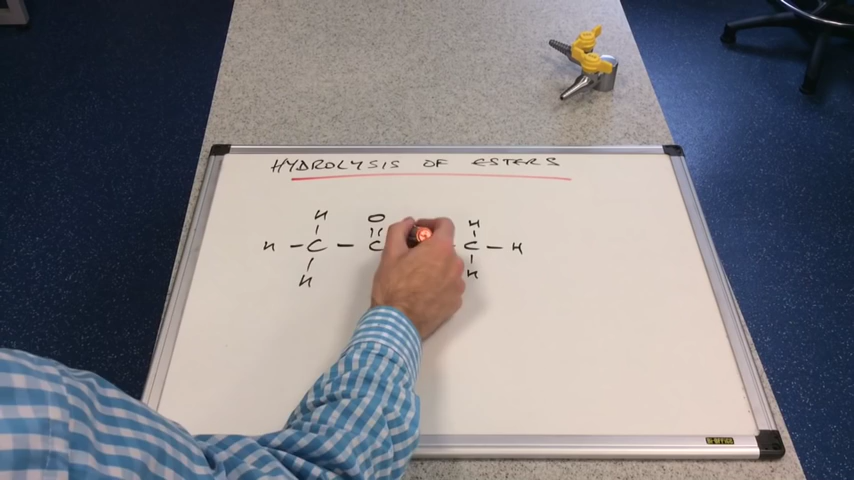 HYDROLYSIS OF ESTERS
H O H
H - C - C - C - H
H H